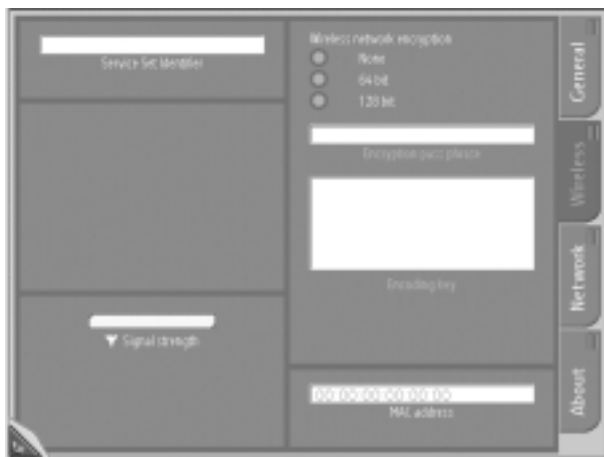 Service Set Identifier
Signal strength
Wireless network encryption
None
64 bit
128 bit
Encryption pass phrase
Encoding key
00 00 00 00 00 00
MAC address
General
Wireless
Network
About